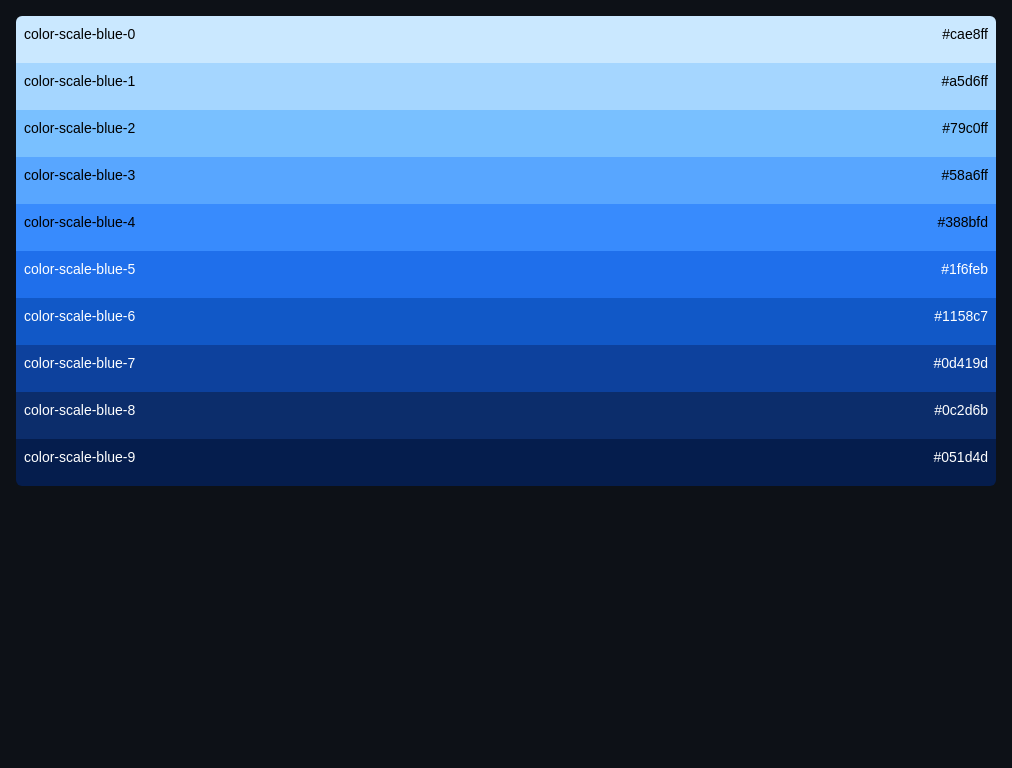 color-scale-blue-0 #cae8ff
color-scale-blue-1 #a5d6ff
color-scale-blue-2 #79c0ff
color-scale-blue-3 #58a6ff
color-scale-blue-4 #388bfd
color-scale-blue-5 #1f6feb
color-scale-blue-6 #1158c7
color-scale-blue-7 #0d419d
color-scale-blue-8 #0c2d6b
color-scale-blue-9 #051d4d